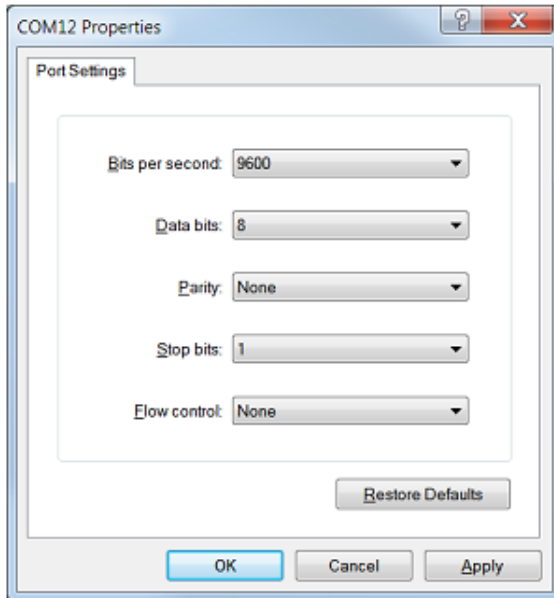 COM12 Properties
Port Settings
Bits per second: 9600
Data bits: 8
Parity: None
Stop bits: 1
Flow control: None
Restore Defaults
OK Cancel Apply